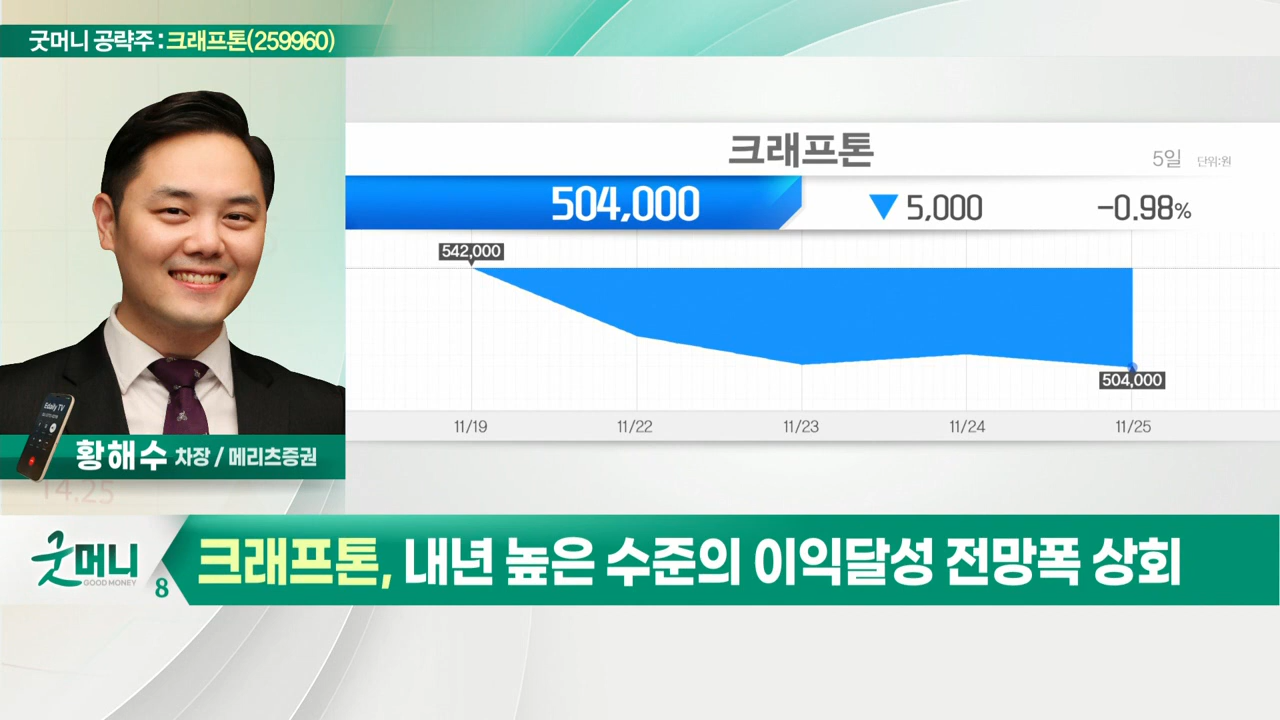 굿머니 공략주 : 크래프톤(259960)
크래프톤
5일 단위:원
504,000 ▼ 5,000 -0.98%
542,000
504,000
11/19 11/22 11/23 11/24 11/25
Edaily TV
황해수 차장 / 메리츠증권
14.25
굿머니
GOOD MONEY
8
크래프톤, 내년 높은 수준의 이익달성 전망폭 상회